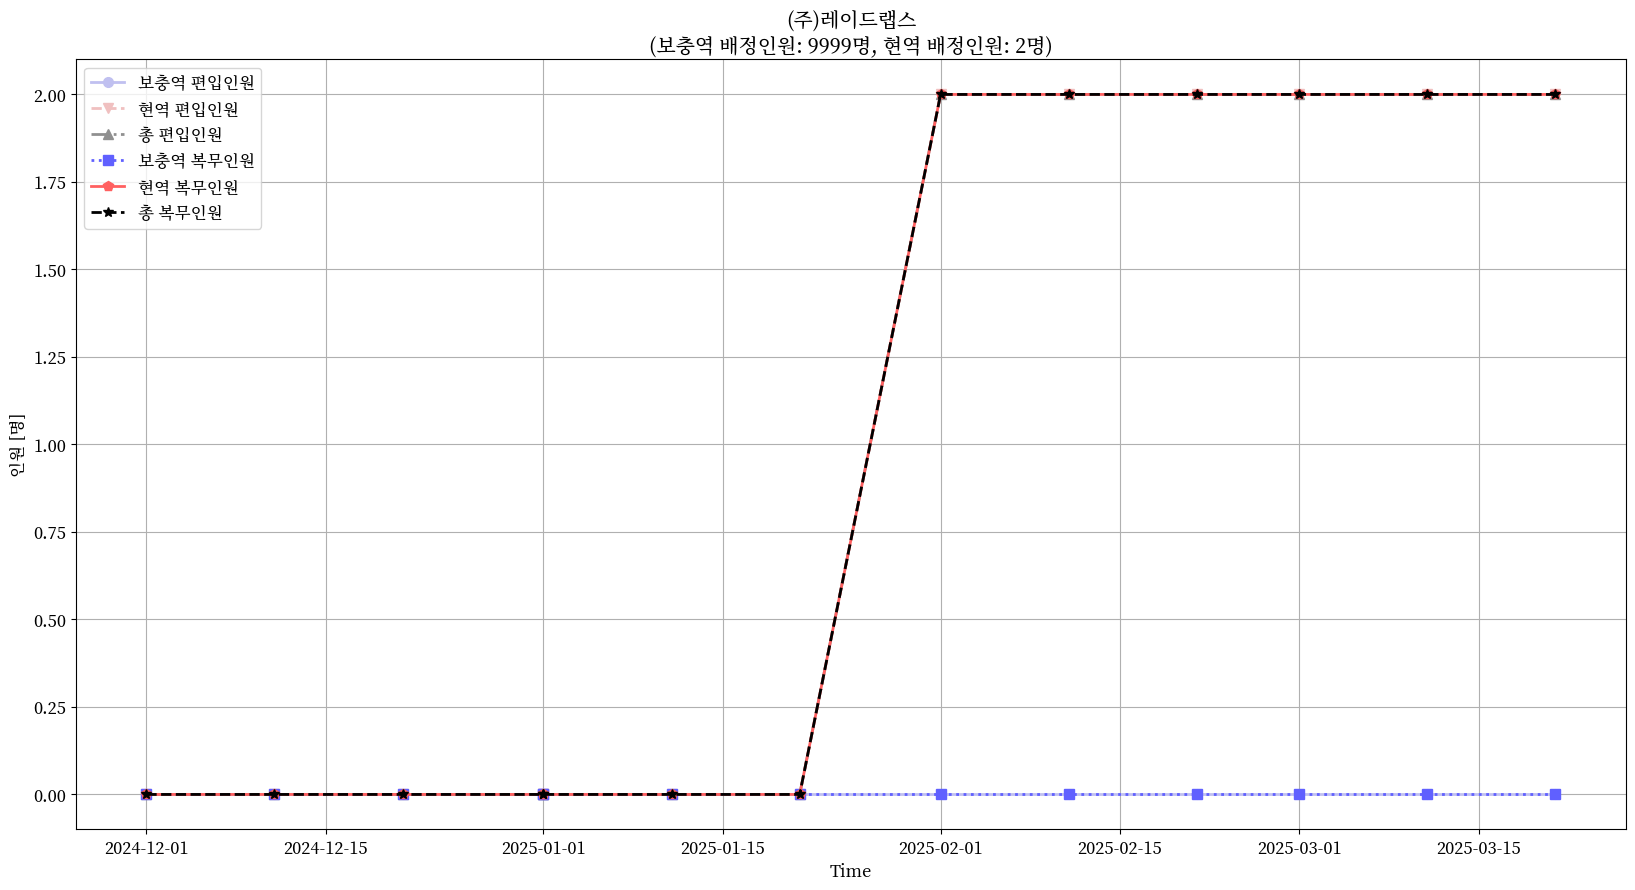 (주)레이드랩스
(보충역 배정인원: 9999명, 현역 배정인원: 2명)
보충역 편입인원
현역 편입인원
총 편입인원
보충역 복무인원
현역 복무인원
총 복무인원
2.00
1.75
1.50
1.25
1.00
0.75
0.50
0.25
0.00
인원 [명]
2024-12-01
2024-12-15
2025-01-01
2025-01-15
2025-02-01
2025-02-15
2025-03-01
2025-03-15
Time